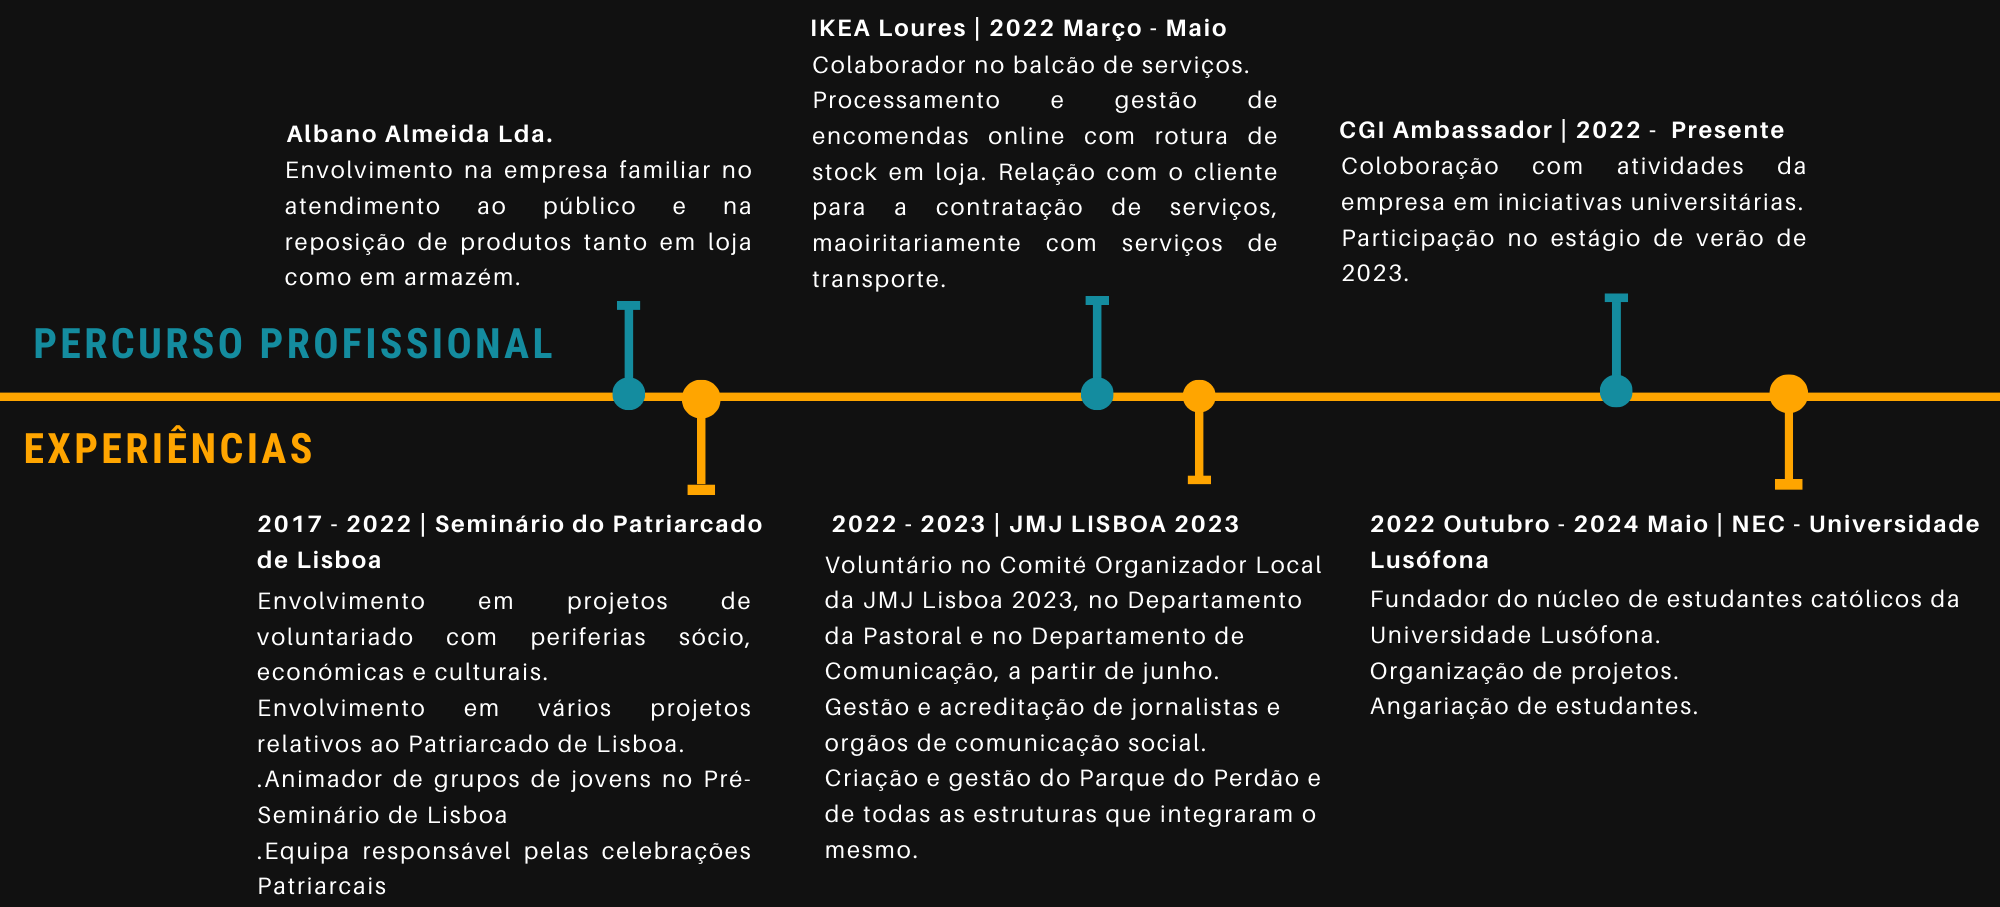 Albano Almeida Lda.
Envolvimento na empresa familiar no
atendimento ao público e na
reposição de produtos tanto em loja
como em armazém.
IKEA Loures | 2022 Março - Maio
Colaborador no balcão de serviços.
Processamento e gestão de
encomendas online com rotura de
stock em loja. Relação com o cliente
para a contratação de serviços,
maoiritariamente com serviços de
transporte.
CGI Ambassador | 2022 - Presente
Coloboração com atividades da
empresa em iniciativas universitárias.
Participação no estágio de verão de
2023.
PERCURSO PROFISSIONAL
EXPERIÊNCIAS
2017 - 2022 | Seminário do Patriarcado
de Lisboa
Envolvimento em projetos de
voluntariado com periferias sócio,
económicas e culturais.
Envolvimento em vários projetos
relativos ao Patriarcado de Lisboa.
.Animador de grupos de jovens no Pré-
Seminário de Lisboa
.Equipa responsável pelas celebrações
Patriarcais
2022 - 2023 | JMJ LISBOA 2023
Voluntário no Comité Organizador Local
da JMJ Lisboa 2023, no Departamento
da Pastoral e no Departamento de
Comunicação, a partir de junho.
Gestão e acreditação de jornalistas e
orgãos de comunicação social.
Criação e gestão do Parque do Perdão e
de todas as estruturas que integraram o
mesmo.
2022 Outubro - 2024 Maio | NEC - Universidade
Lusófona
Fundador do núcleo de estudantes católicos da
Universidade Lusófona.
Organização de projetos.
Angariação de estudantes.